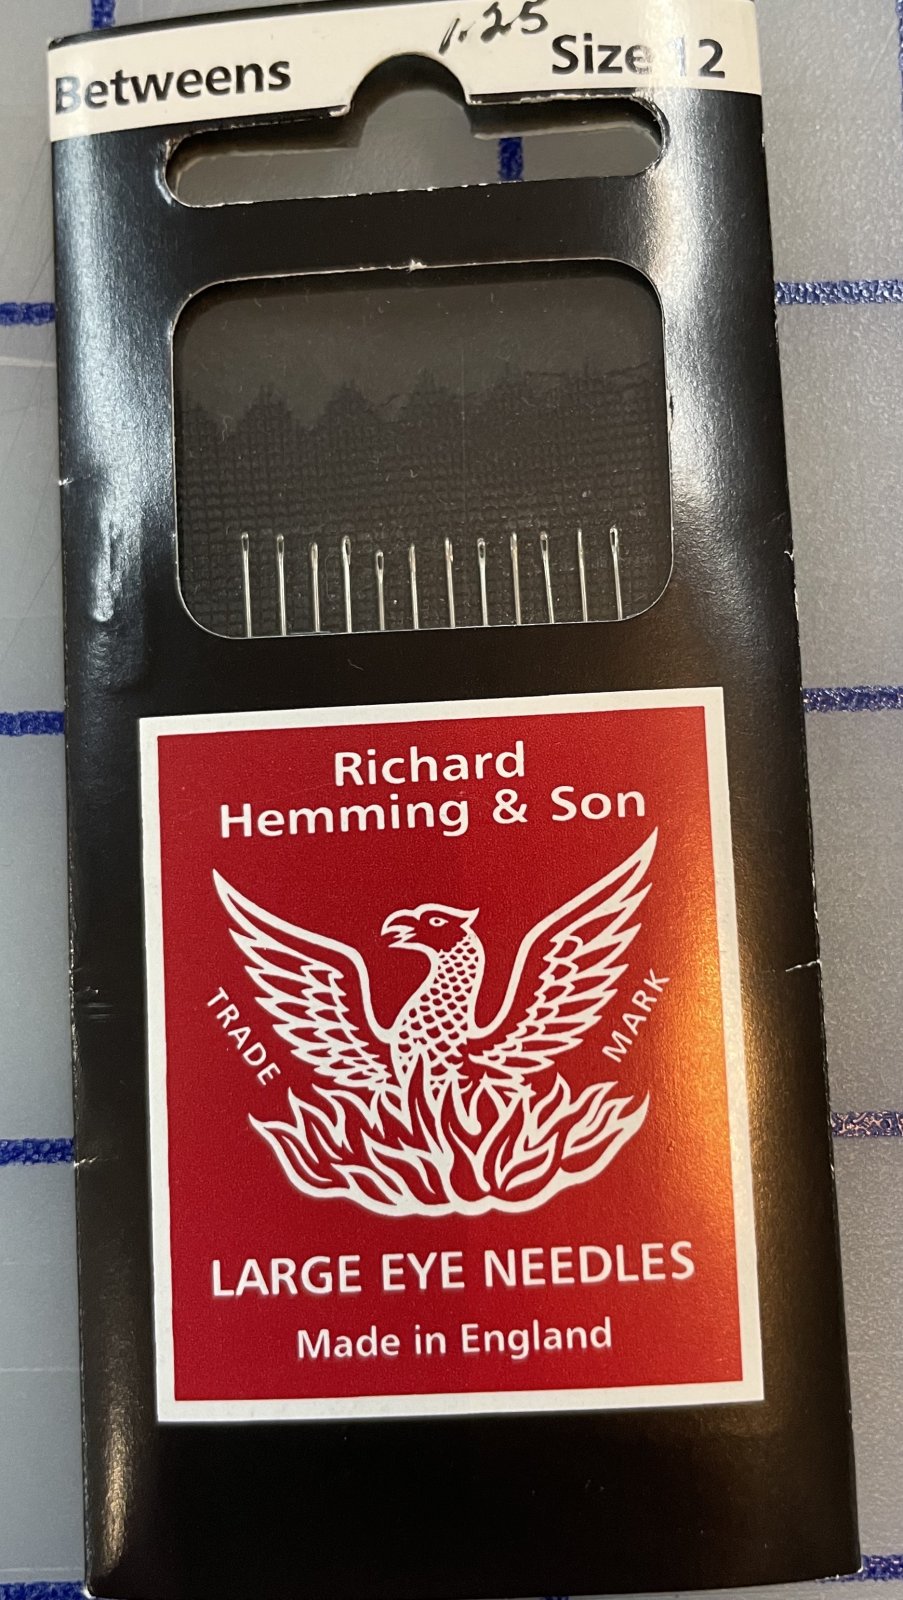 1.25
Betweens Size 12
Richard
Hemming & Son
TRADE MARK
LARGE EYE NEEDLES
Made in England